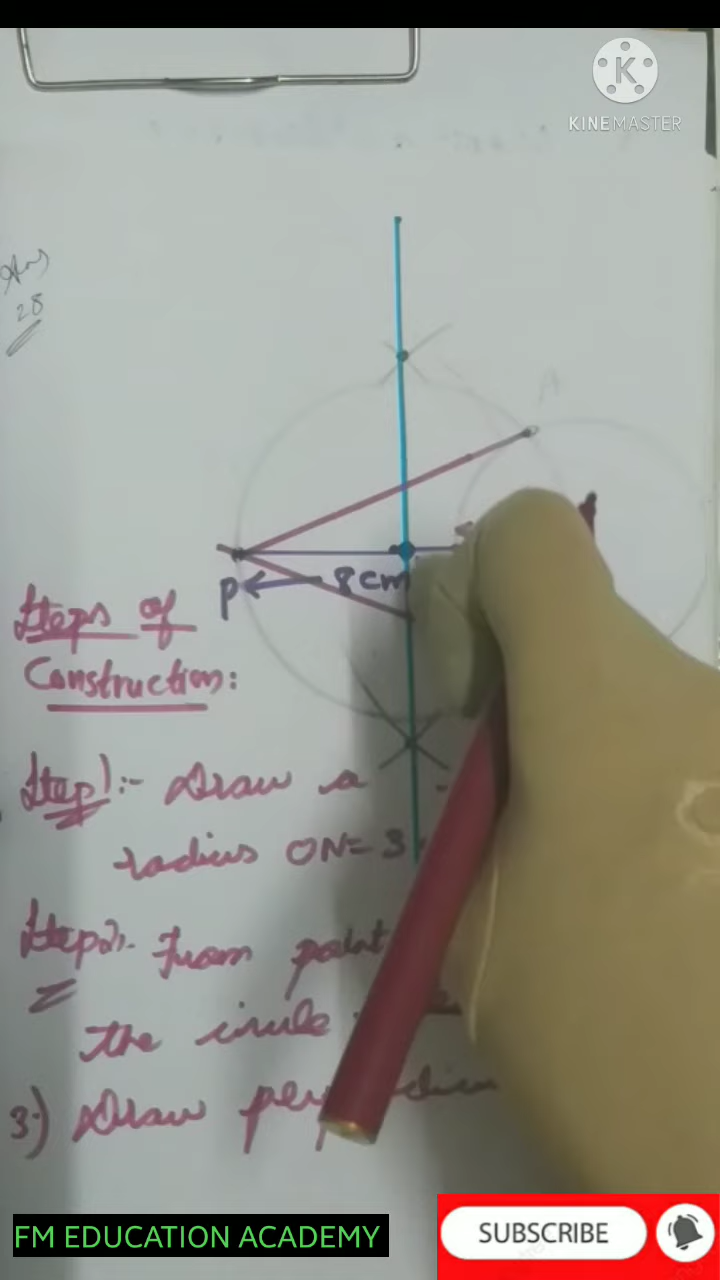 KINEMASTER
Ans
28
A
P
8cm
Steps of
Construction:
Step1:- Draw a
radius ON= 3
Step2:- From point
the circle
3.) Draw
FM EDUCATION ACADEMY
SUBSCRIBE